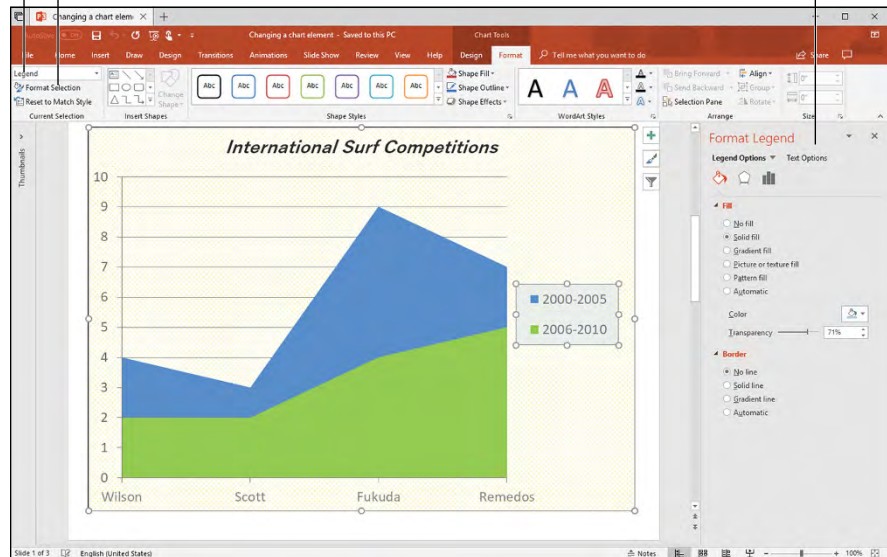 Changing a chart elem
AutoSave Off
Changing a chart element - Saved to this PC
Chart Tools
File Home Insert Draw Design Transitions Animations Slide Show Review View Help Design Format Tell me what you want to do Share
Legend
Format Selection
Reset to Match Style
Current Selection
Change
Shape
Insert Shapes
Abc Abc Abc Abc Abc Abc
Shape Fill
Shape Outline
Shape Effects
Shape Styles
A A A
WordArt Styles
Bring Forward
Send Backward
Selection Pane
Align
Group
Rotate
Arrange
0"
0"
Size
Thumbnails
International Surf Competitions
10
9
8
7
6
5
4
3
2
1
0
Wilson Scott Fukuda Remedos
2000-2005
2006-2010
Format Legend
Legend Options Text Options
Fill
No fill
Solid fill
Gradient fill
Picture or texture fill
Pattern fill
Automatic
Color
Transparency 71%
Border
No line
Solid line
Gradient line
Automatic
Slide 1 of 3 English (United States) Notes 100%